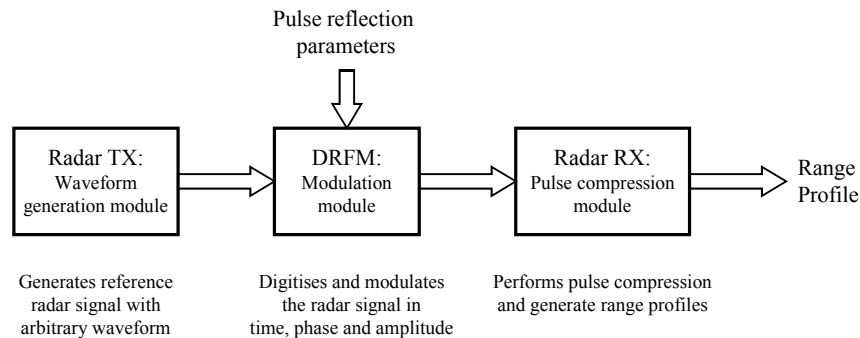 Pulse reflection
parameters
Radar TX:
Waveform
generation module
DRFM:
Modulation
module
Radar RX:
Pulse compression
module
Range
Profile
Generates reference
radar signal with
arbitrary waveform
Digitises and modulates
the radar signal in
time, phase and amplitude
Performs pulse compression
and generate range profiles